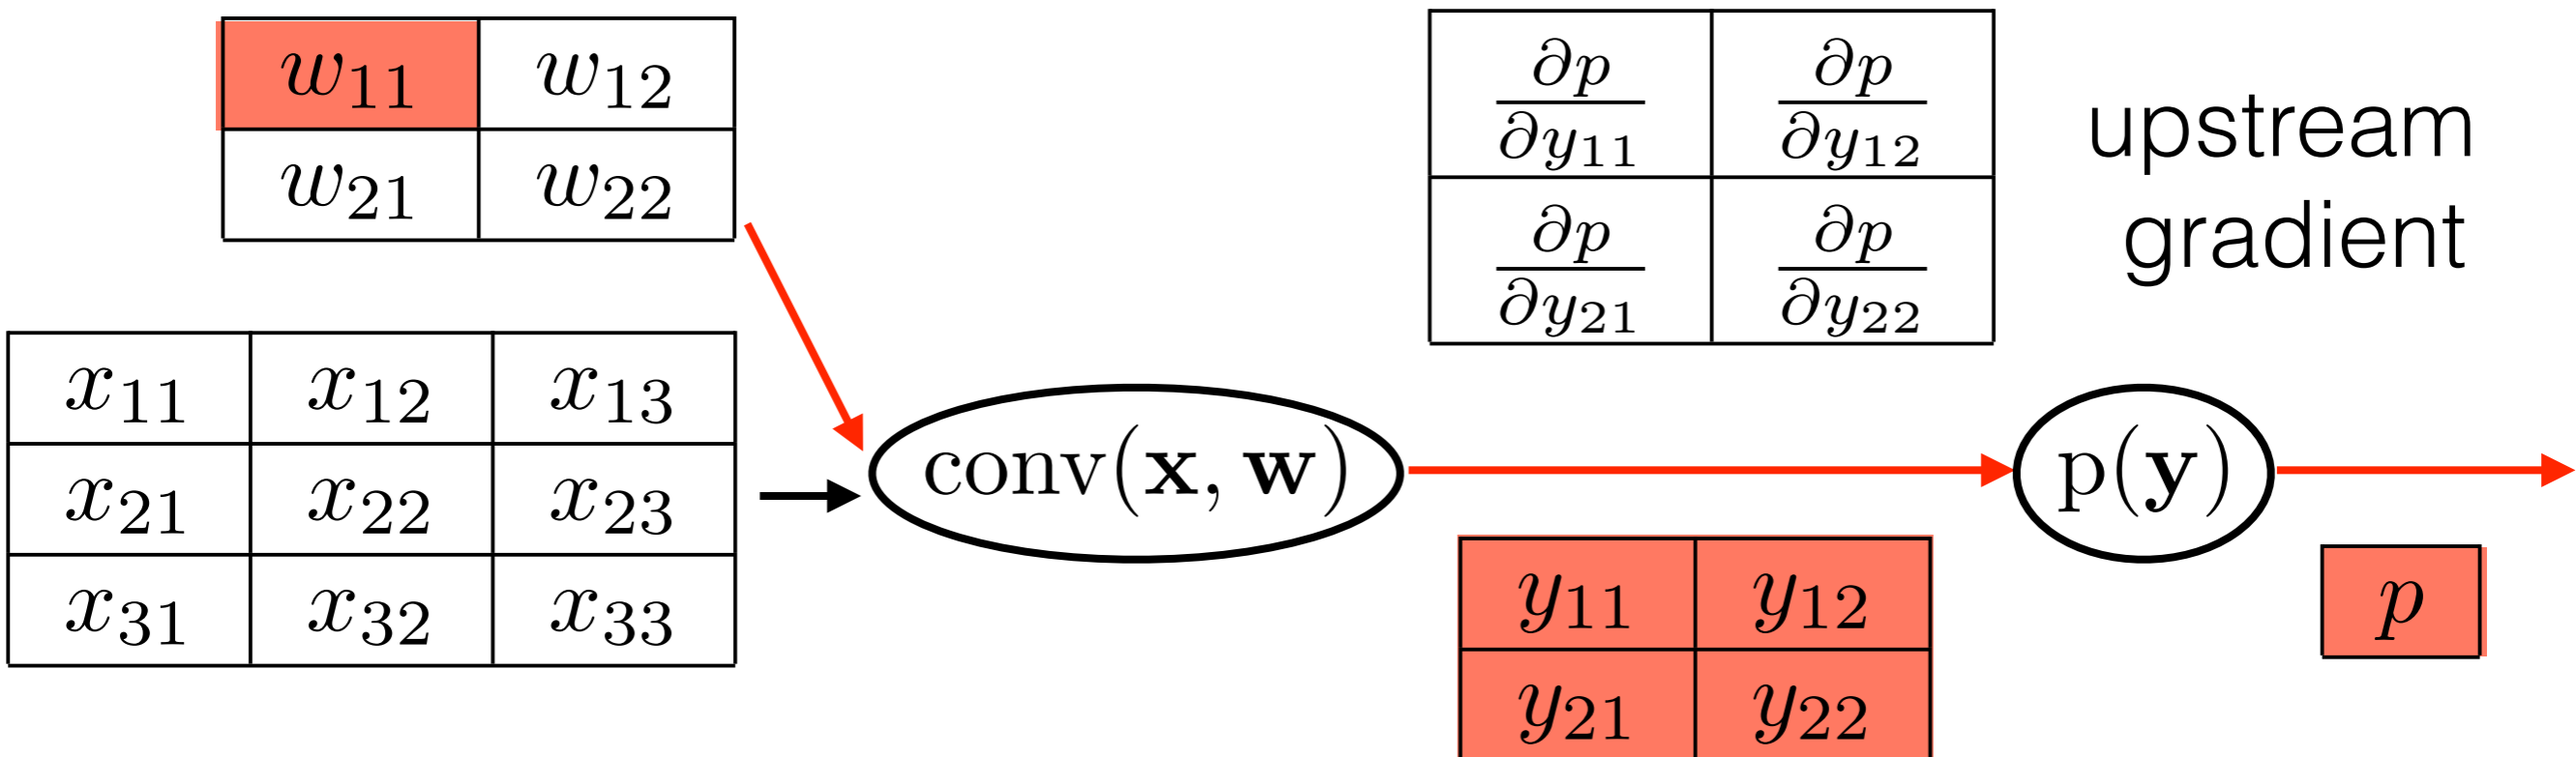 w11 w12
w21 w22
∂p/∂y11 ∂p/∂y12
∂p/∂y21 ∂p/∂y22
upstream
gradient
x11 x12 x13
x21 x22 x23
x31 x32 x33
conv(x, w)
p(y)
y11 y12
y21 y22
p